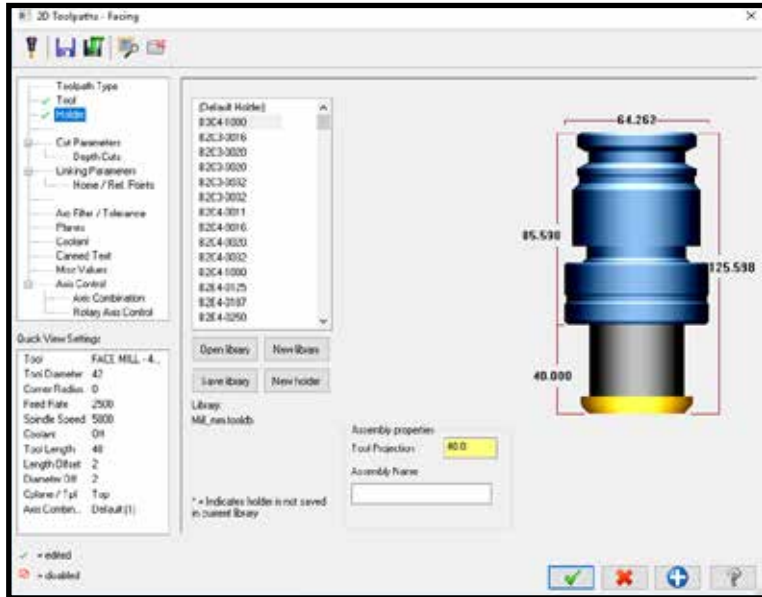 2D Toolpaths - Facing
Toolpath Type
Tool
Holder
Cut Parameters
Depth Cuts
Linking Parameters
Home / Ref. Points
Arc Filter / Tolerance
Planes
Coolant
Canned Text
Misc Values
Axis Control
Axis Combination
Rotary Axis Control
Quick View Settings
Tool FACE MILL - 4...
Tool Diameter 42
Corner Radius 0
Feed Rate 2500
Spindle Speed 5000
Coolant Off
Tool Length 40
Length Offset 2
Diameter Off 2
Cplane / Tpl Top
Axis Combin... Default (1)
= edited
= disabled
(Default Holder)
B2C3-0016
B2C3-0020
B2C3-0020
B2C3-0032
B2C3-0032
B2C4-0011
B2C4-0016
B2C4-0020
B2C4-0032
B2C4-1000
B2E4-0125
B2E4-0187
B2E4-0250
Open library
New library
Save library
New holder
Library:
Mill_mm.tooldb
* = Indicates holder is not saved
in current library
Assembly properties
Tool Projection 40.0
Assembly Name
64.262
85.598
125.598
40.000